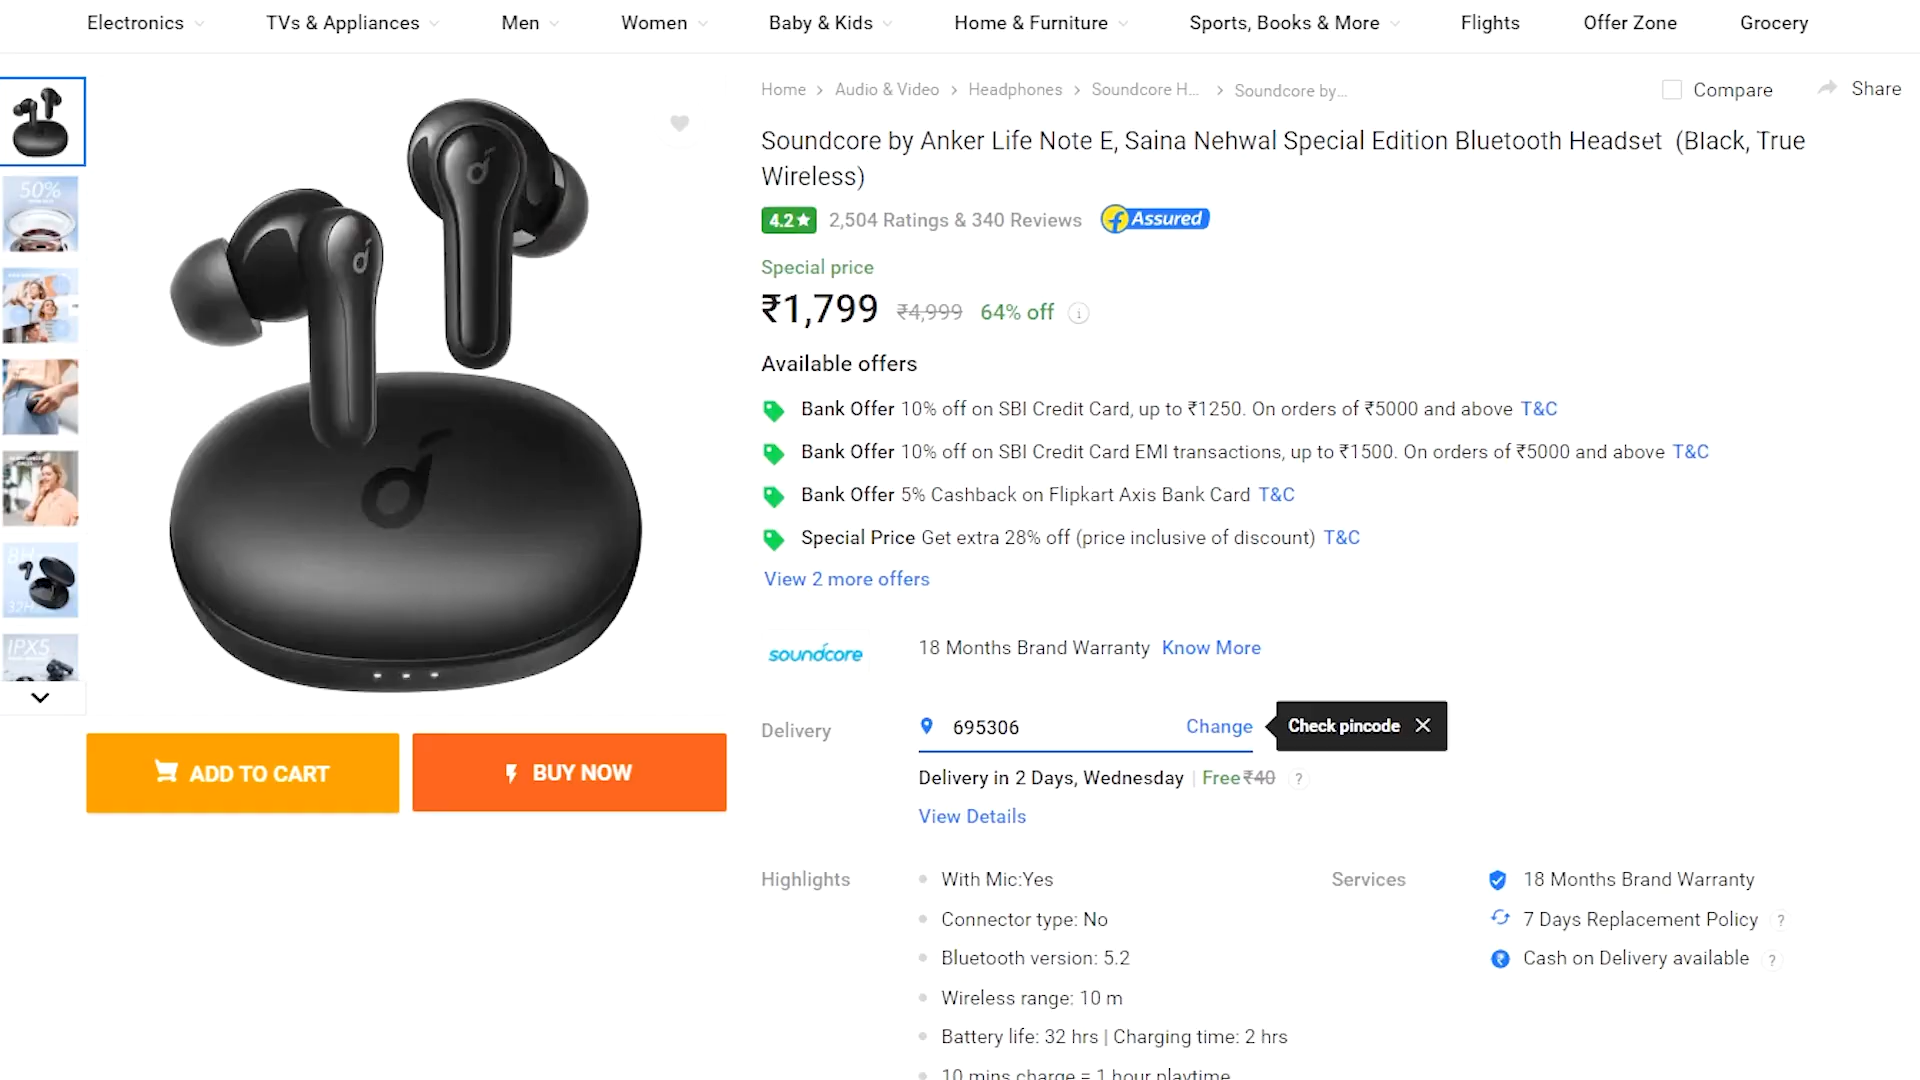 Electronics
TVs & Appliances
Men
Women
Baby & Kids
Home & Furniture
Sports, Books & More
Flights
Offer Zone
Grocery
Home
Audio & Video
Headphones
Soundcore H...
Soundcore by...
Compare
Share
Soundcore by Anker Life Note E, Saina Nehwal Special Edition Bluetooth Headset (Black, True
Wireless)
4.2★
2,504 Ratings & 340 Reviews
Assured
Special price
₹1,799 ₹4,999 64% off
Available offers
Bank Offer 10% off on SBI Credit Card, up to ₹1250. On orders of ₹5000 and above T&C
Bank Offer 10% off on SBI Credit Card EMI transactions, up to ₹1500. On orders of ₹5000 and above T&C
Bank Offer 5% Cashback on Flipkart Axis Bank Card T&C
Special Price Get extra 28% off (price inclusive of discount) T&C
View 2 more offers
soundcore
18 Months Brand Warranty Know More
Delivery
695306
Change
Check pincode
Delivery in 2 Days, Wednesday | Free ₹40 ?
View Details
Highlights
With Mic:Yes
Connector type: No
Bluetooth version: 5.2
Wireless range: 10 m
Battery life: 32 hrs | Charging time: 2 hrs
10 mins charge = 1 hour playtime
Services
18 Months Brand Warranty
7 Days Replacement Policy ?
Cash on Delivery available ?
50%
8H
32H
IPX5
ADD TO CART
BUY NOW